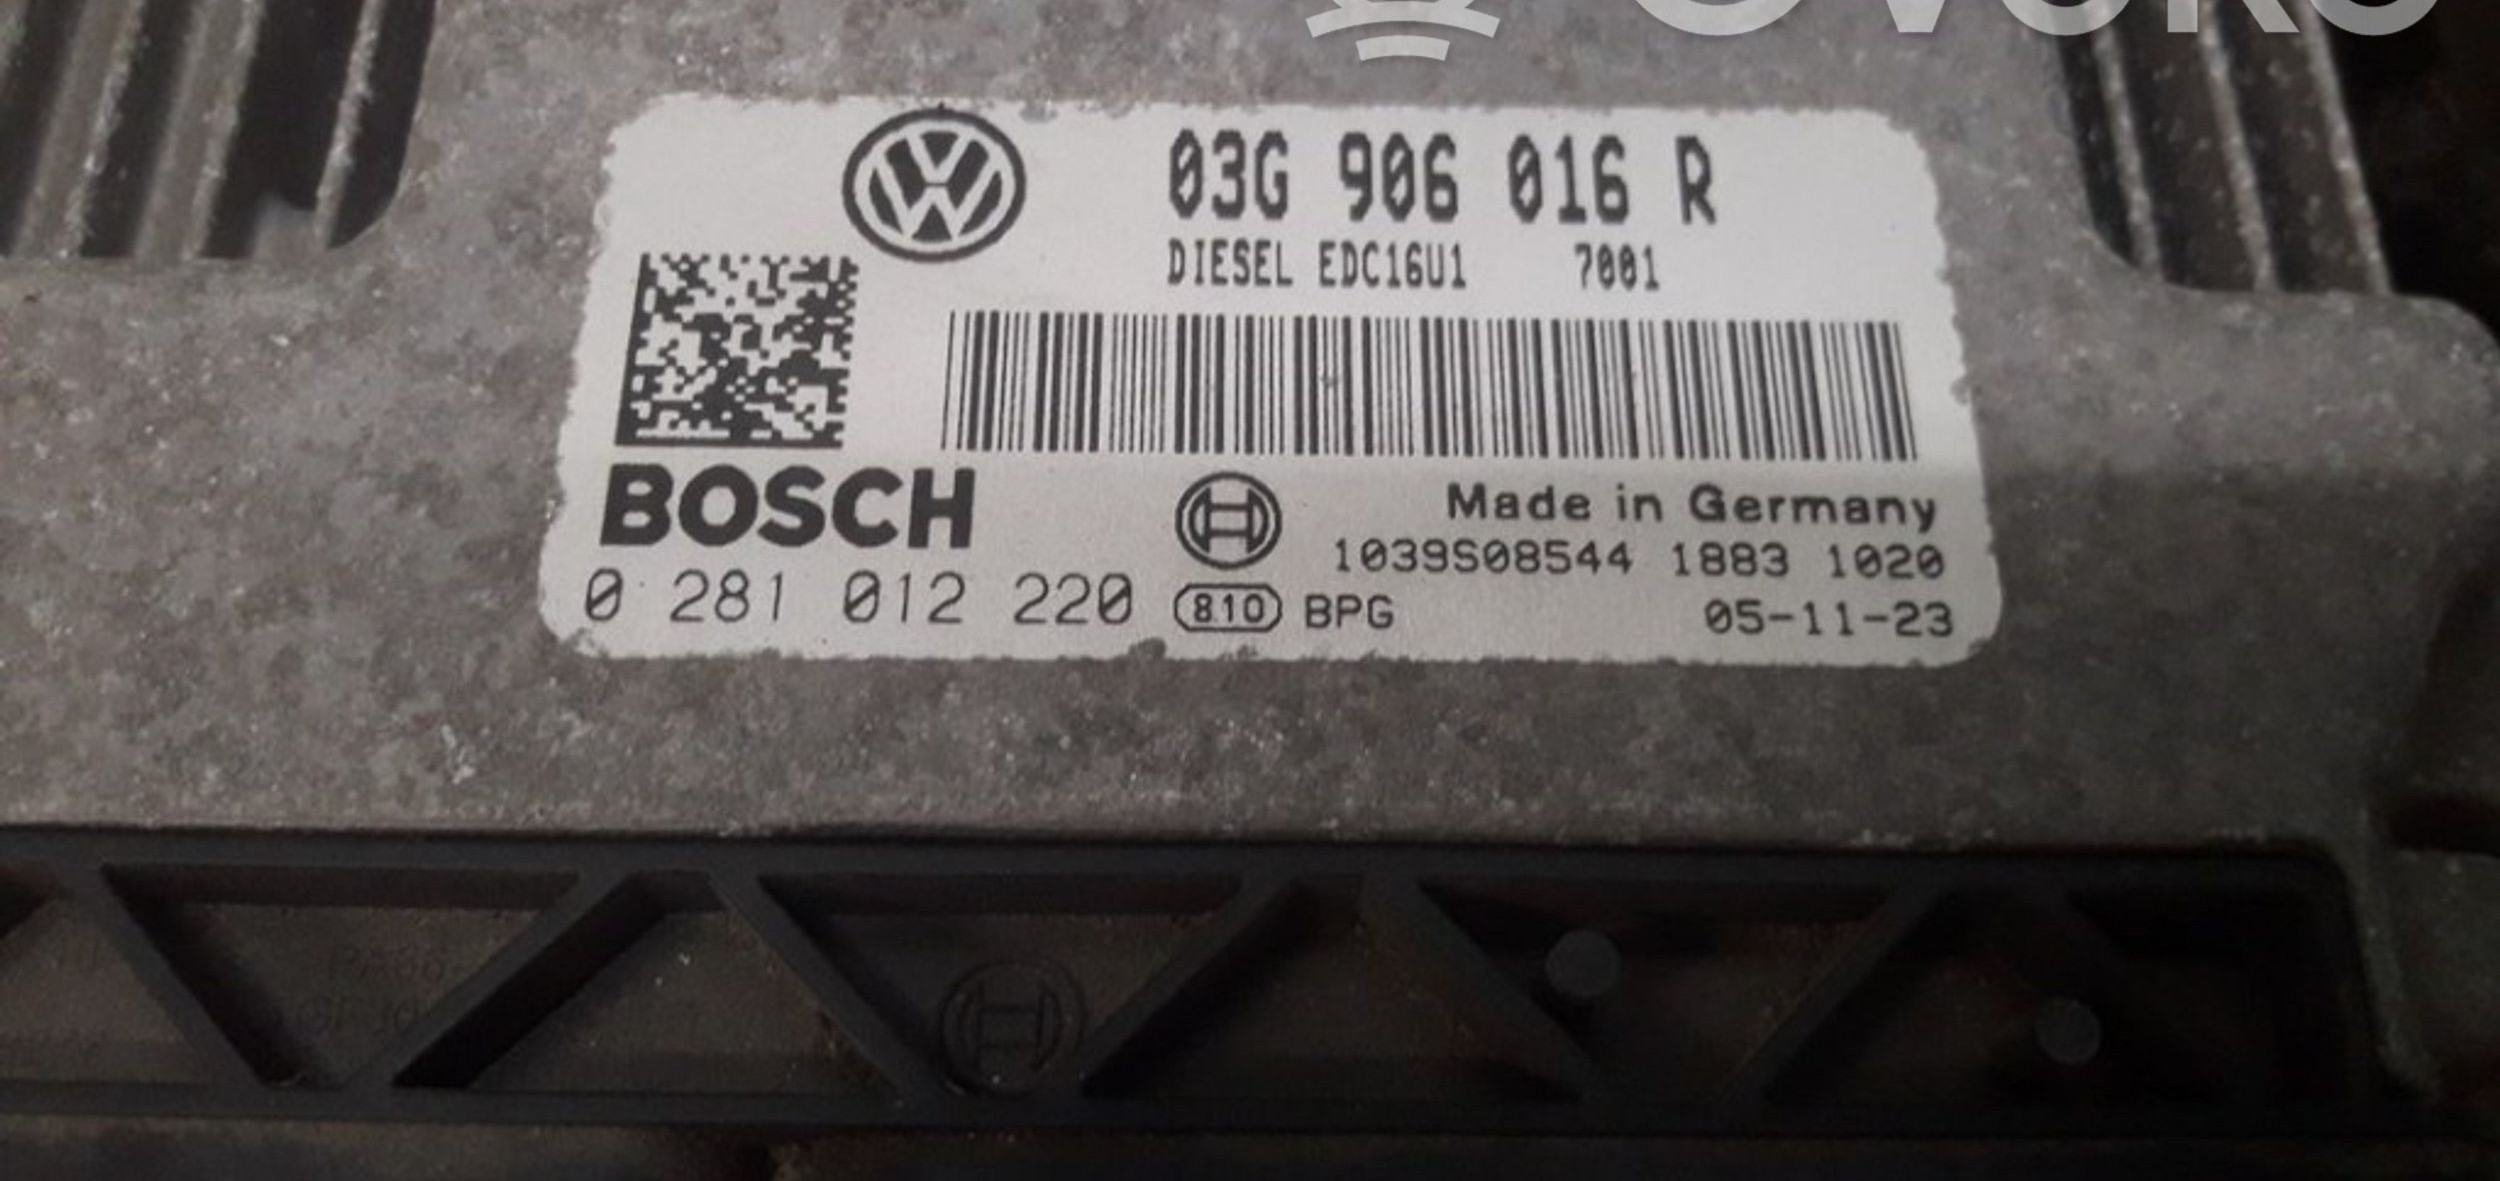 03G 906 016 R
DIESEL EDC16U1 7001
BOSCH
Made in Germany
1039S08544 1883 1020
0 281 012 220
810 BPG
05-11-23